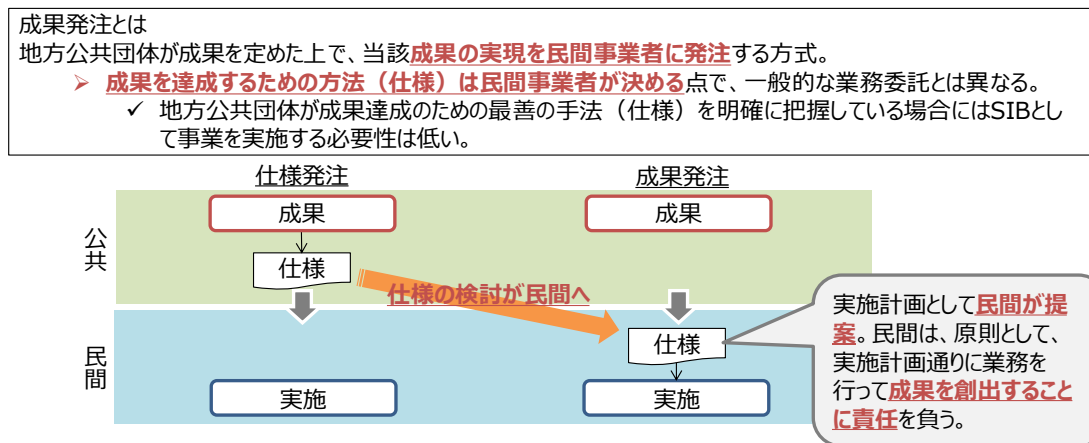 成果発注とは
地方公共団体が成果を定めた上で、当該成果の実現を民間事業者に発注する方式。
➢ 成果を達成するための方法（仕様）は民間事業者が決める点で、一般的な業務委託とは異なる。
✓ 地方公共団体が成果達成のための最善の手法（仕様）を明確に把握している場合にはSIBとし
て事業を実施する必要性は低い。
仕様発注
成果発注
公共
成果
成果
仕様
仕様の検討が民間へ
民間
仕様
実施
実施
実施計画として民間が提
案。民間は、原則として、
実施計画通りに業務を
行って成果を創出すること
に責任を負う。